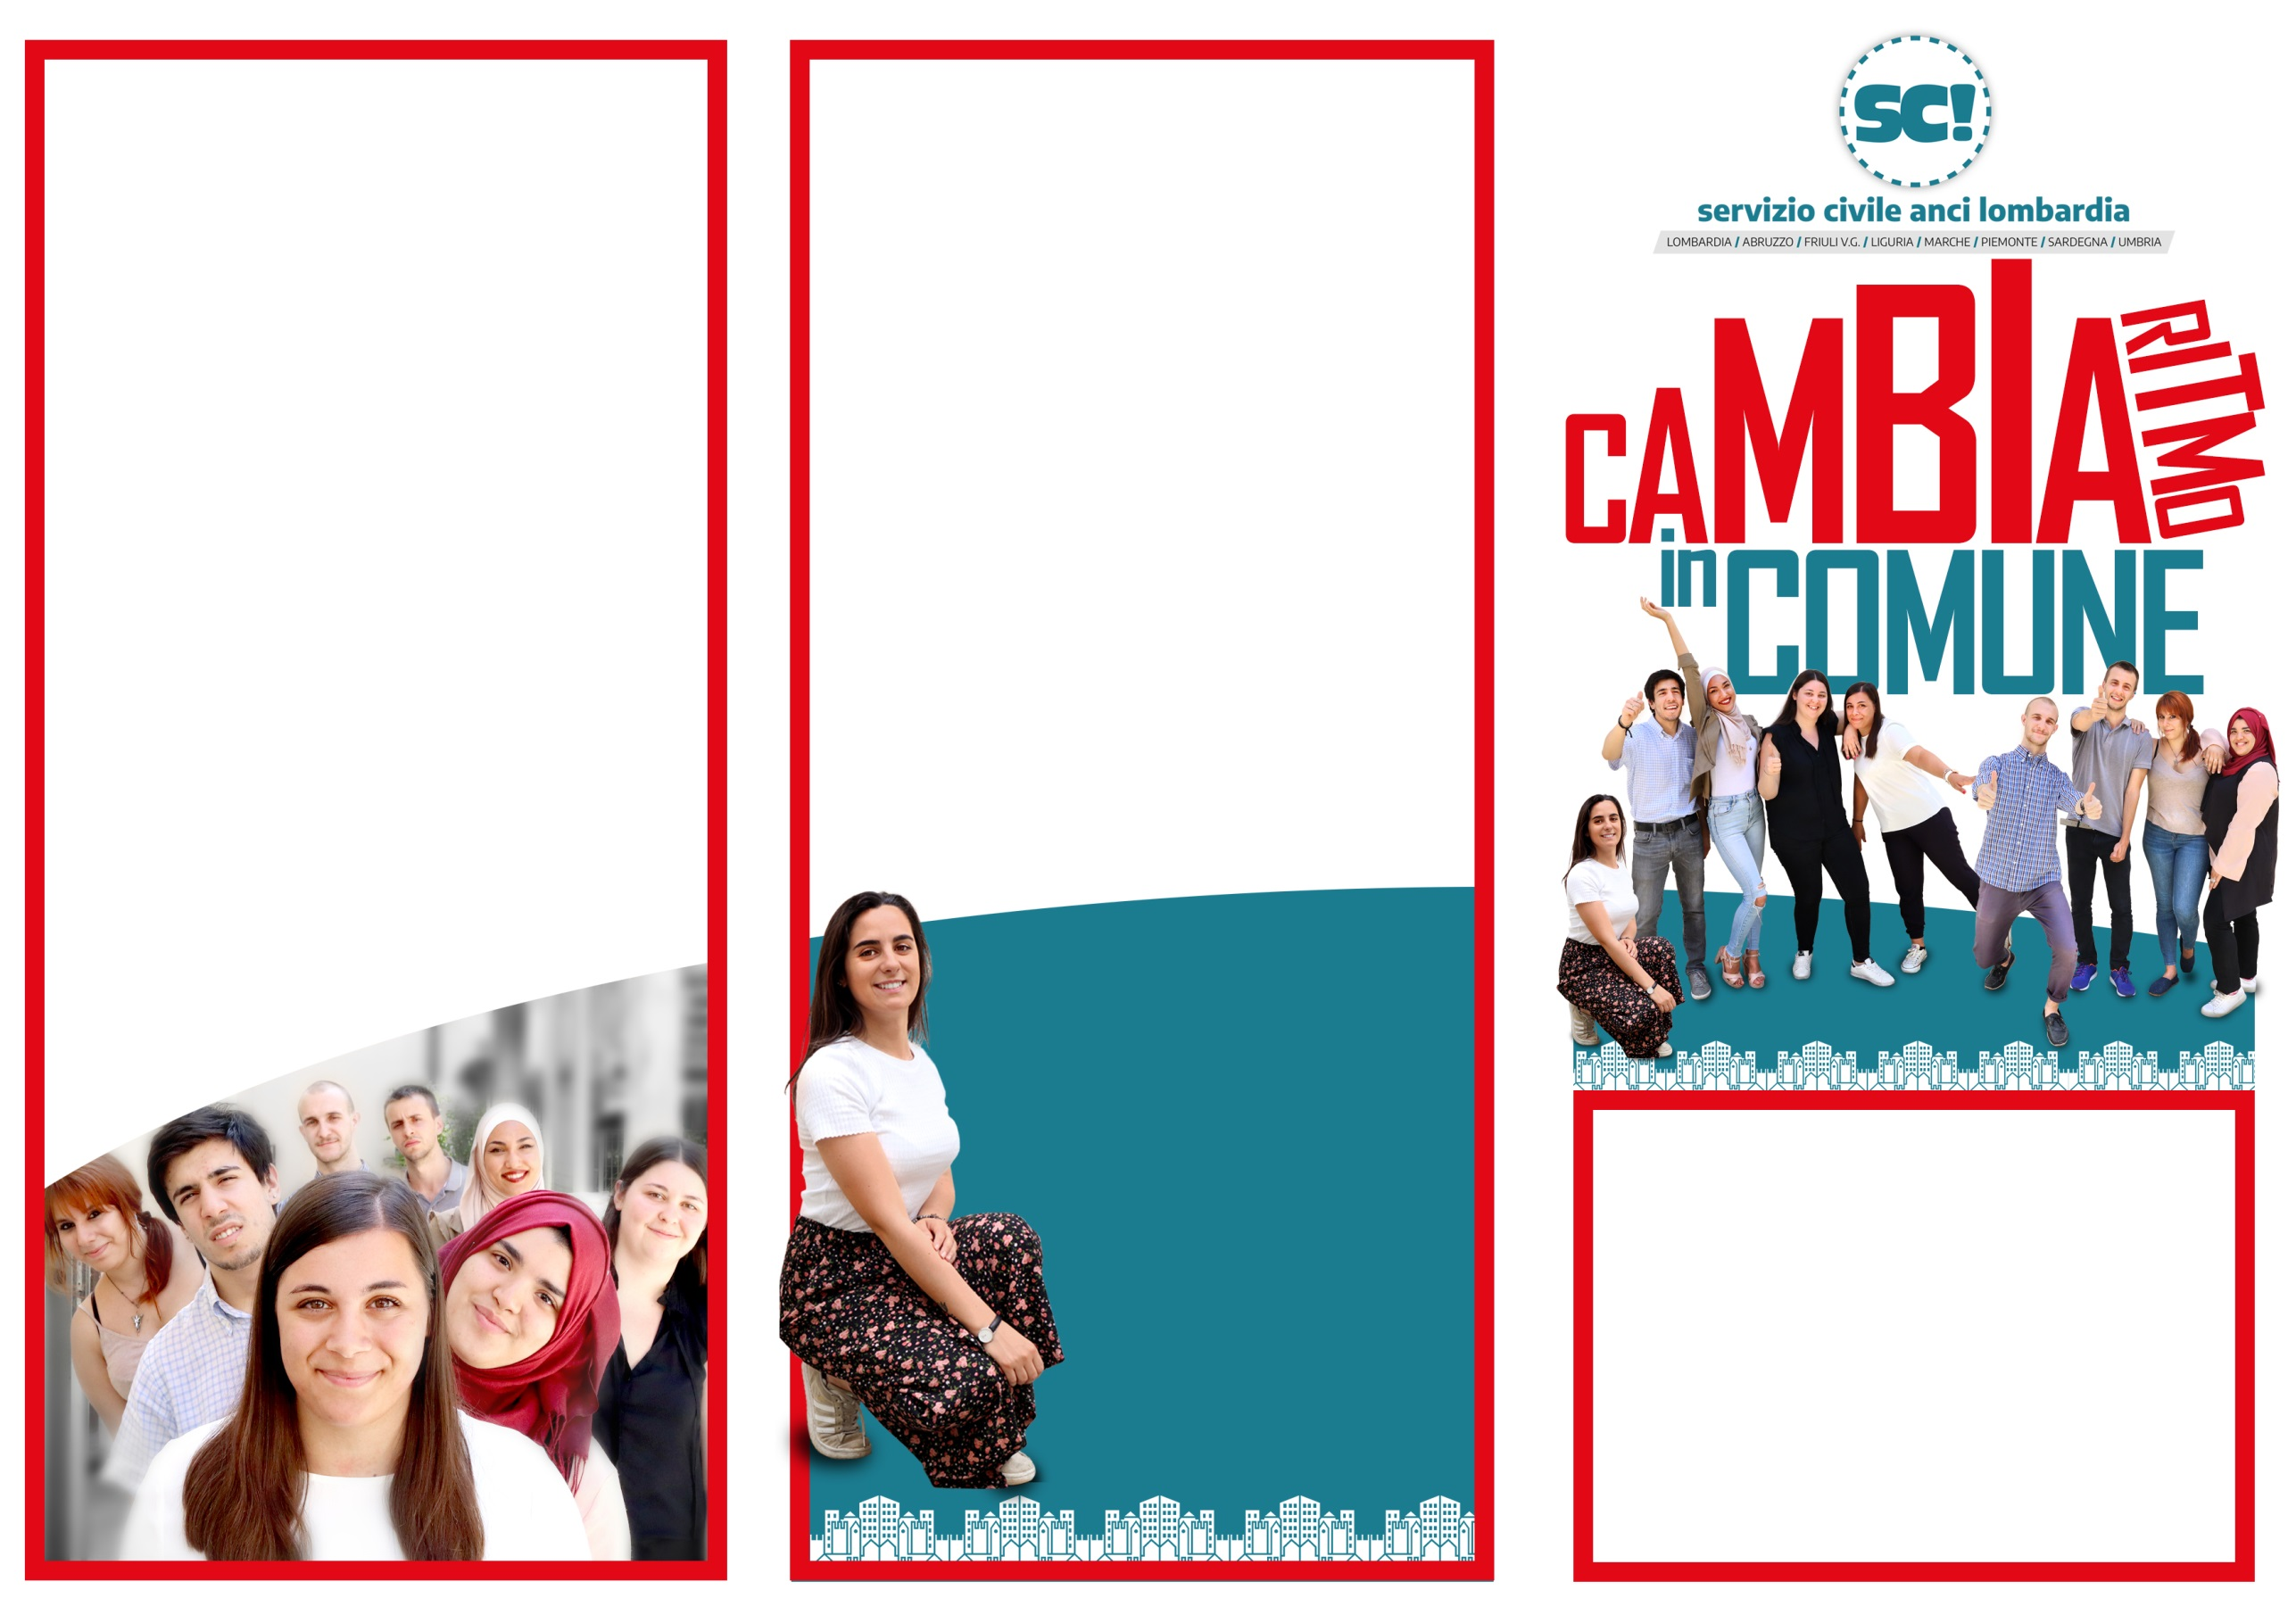 SC!
servizio civile anci lombardia
LOMBARDIA / ABRUZZO / FRIULI V.G. / LIGURIA / MARCHE / PIEMONTE / SARDEGNA / UMBRIA
CAMBIA RITMO
in COMUNE